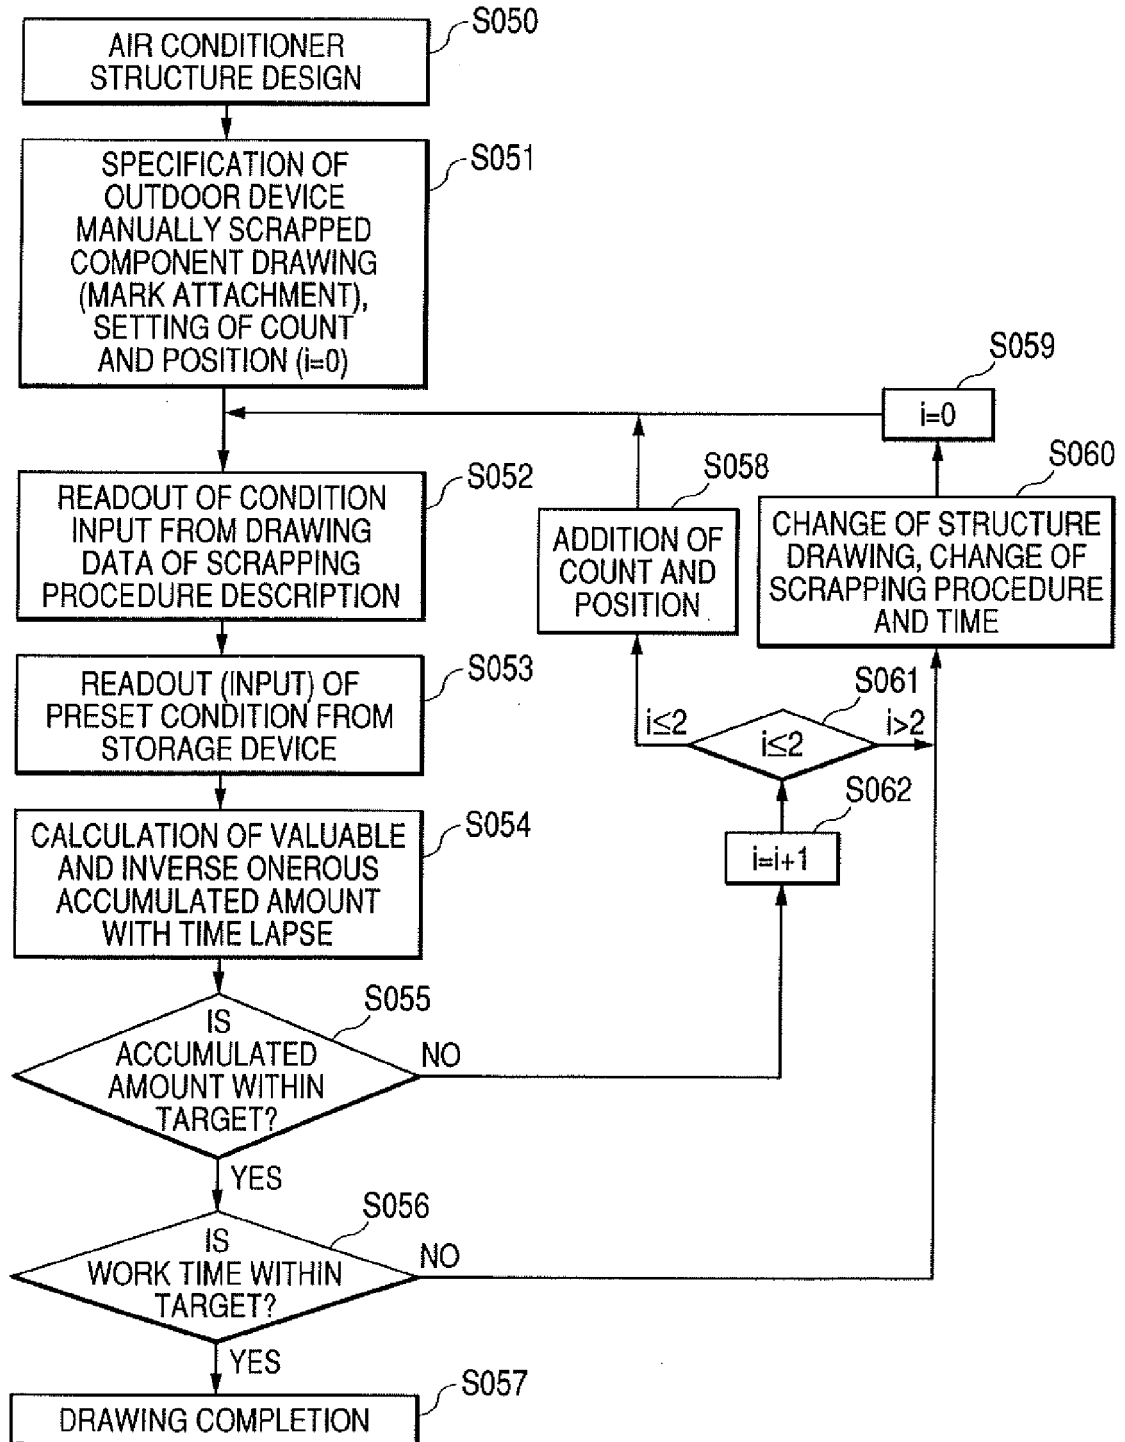 S050
AIR CONDITIONER
STRUCTURE DESIGN
S051
SPECIFICATION OF
OUTDOOR DEVICE
MANUALLY SCRAPPED
COMPONENT DRAWING
(MARK ATTACHMENT),
SETTING OF COUNT
AND POSITION (i=0)
S059
i=0
S052
READOUT OF CONDITION
INPUT FROM DRAWING
DATA OF SCRAPPING
PROCEDURE DESCRIPTION
S058
ADDITION OF
COUNT AND
POSITION
S060
CHANGE OF STRUCTURE
DRAWING, CHANGE OF
SCRAPPING PROCEDURE
AND TIME
S053
READOUT (INPUT) OF
PRESET CONDITION FROM
STORAGE DEVICE
S061
i≤2
i≤2
i>2
S062
i=i+1
S054
CALCULATION OF VALUABLE
AND INVERSE ONEROUS
ACCUMULATED AMOUNT
WITH TIME LAPSE
S055
IS
ACCUMULATED
AMOUNT WITHIN
TARGET?
NO
YES
S056
IS
WORK TIME WITHIN
TARGET?
NO
YES
S057
DRAWING COMPLETION